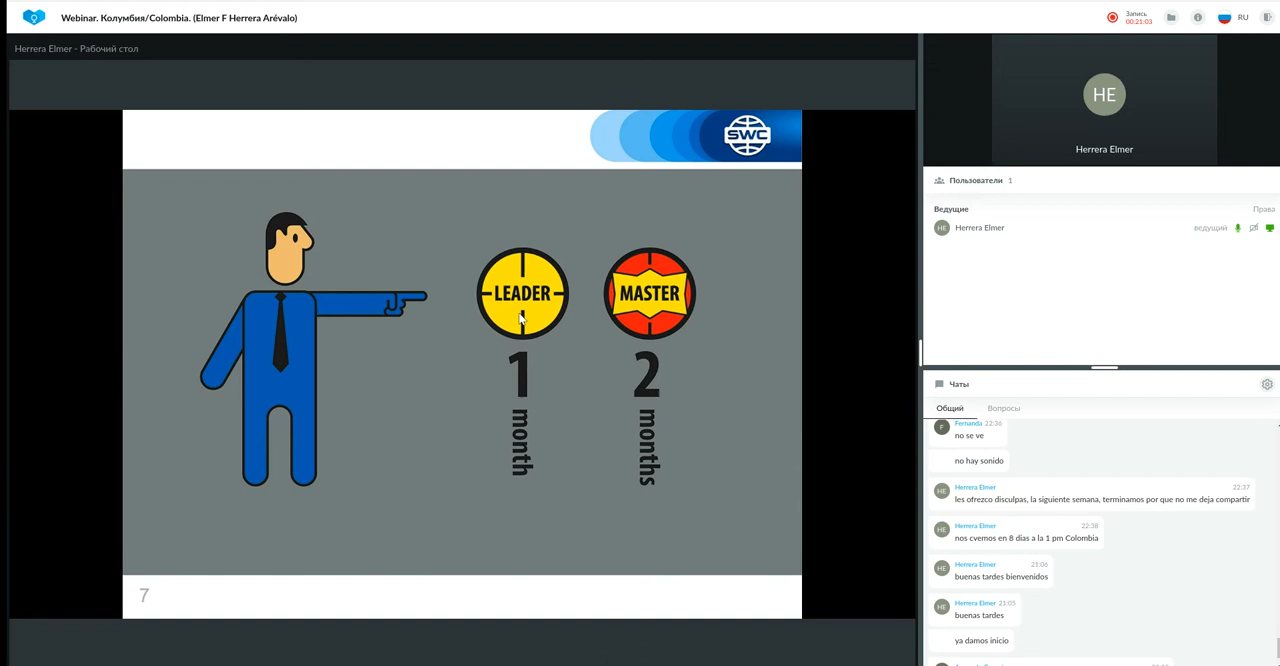 Webinar. Колумбия/Colombia. (Elmer F Herrera Arévalo)
Запись
00:21:03
RU
Herrera Elmer - Рабочий стол
SWC
LEADER
MASTER
1
2
month
months
7
HE
Herrera Elmer
Пользователи 1
Ведущие
Права
HE
Herrera Elmer
ведущий
Чаты
Общий
Вопросы
F
Fernanda 22:36
no se ve
no hay sonido
HE
Herrera Elmer
22:37
les ofrezco disculpas, la siguiente semana, terminamos por que no me deja compartir
HE
Herrera Elmer
22:38
nos cvemos en 8 dias a la 1 pm Colombia
HE
Herrera Elmer
21:06
buenas tardes bienvenidos
HE
Herrera Elmer 21:05
buenas tardes
ya damos inicio